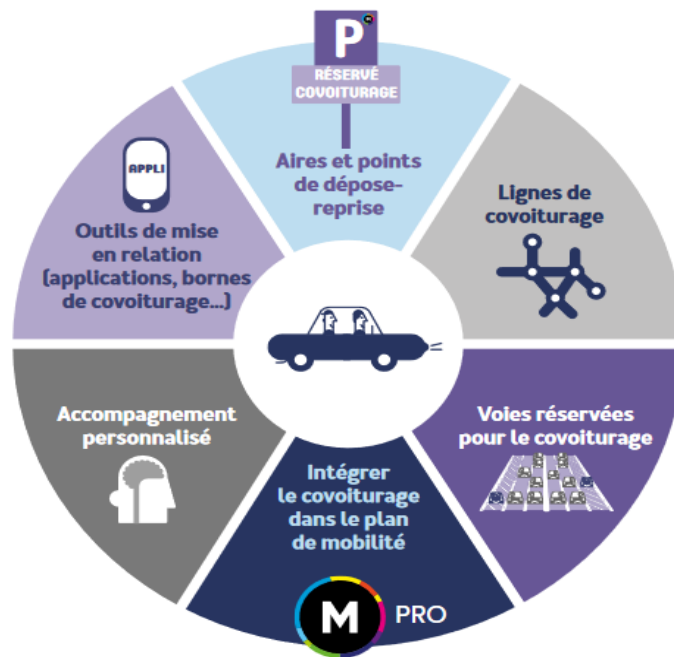 P
M
RÉSERVÉ
COVOITURAGE
Aires et points
de dépose-
reprise
Lignes de
covoiturage
Voies réservées
pour le covoiturage
Intégrer
le covoiturage
dans le plan
de mobilité
M PRO
Accompagnement
personnalisé
APPLI
Outils de mise
en relation
(applications, bornes
de covoiturage...)